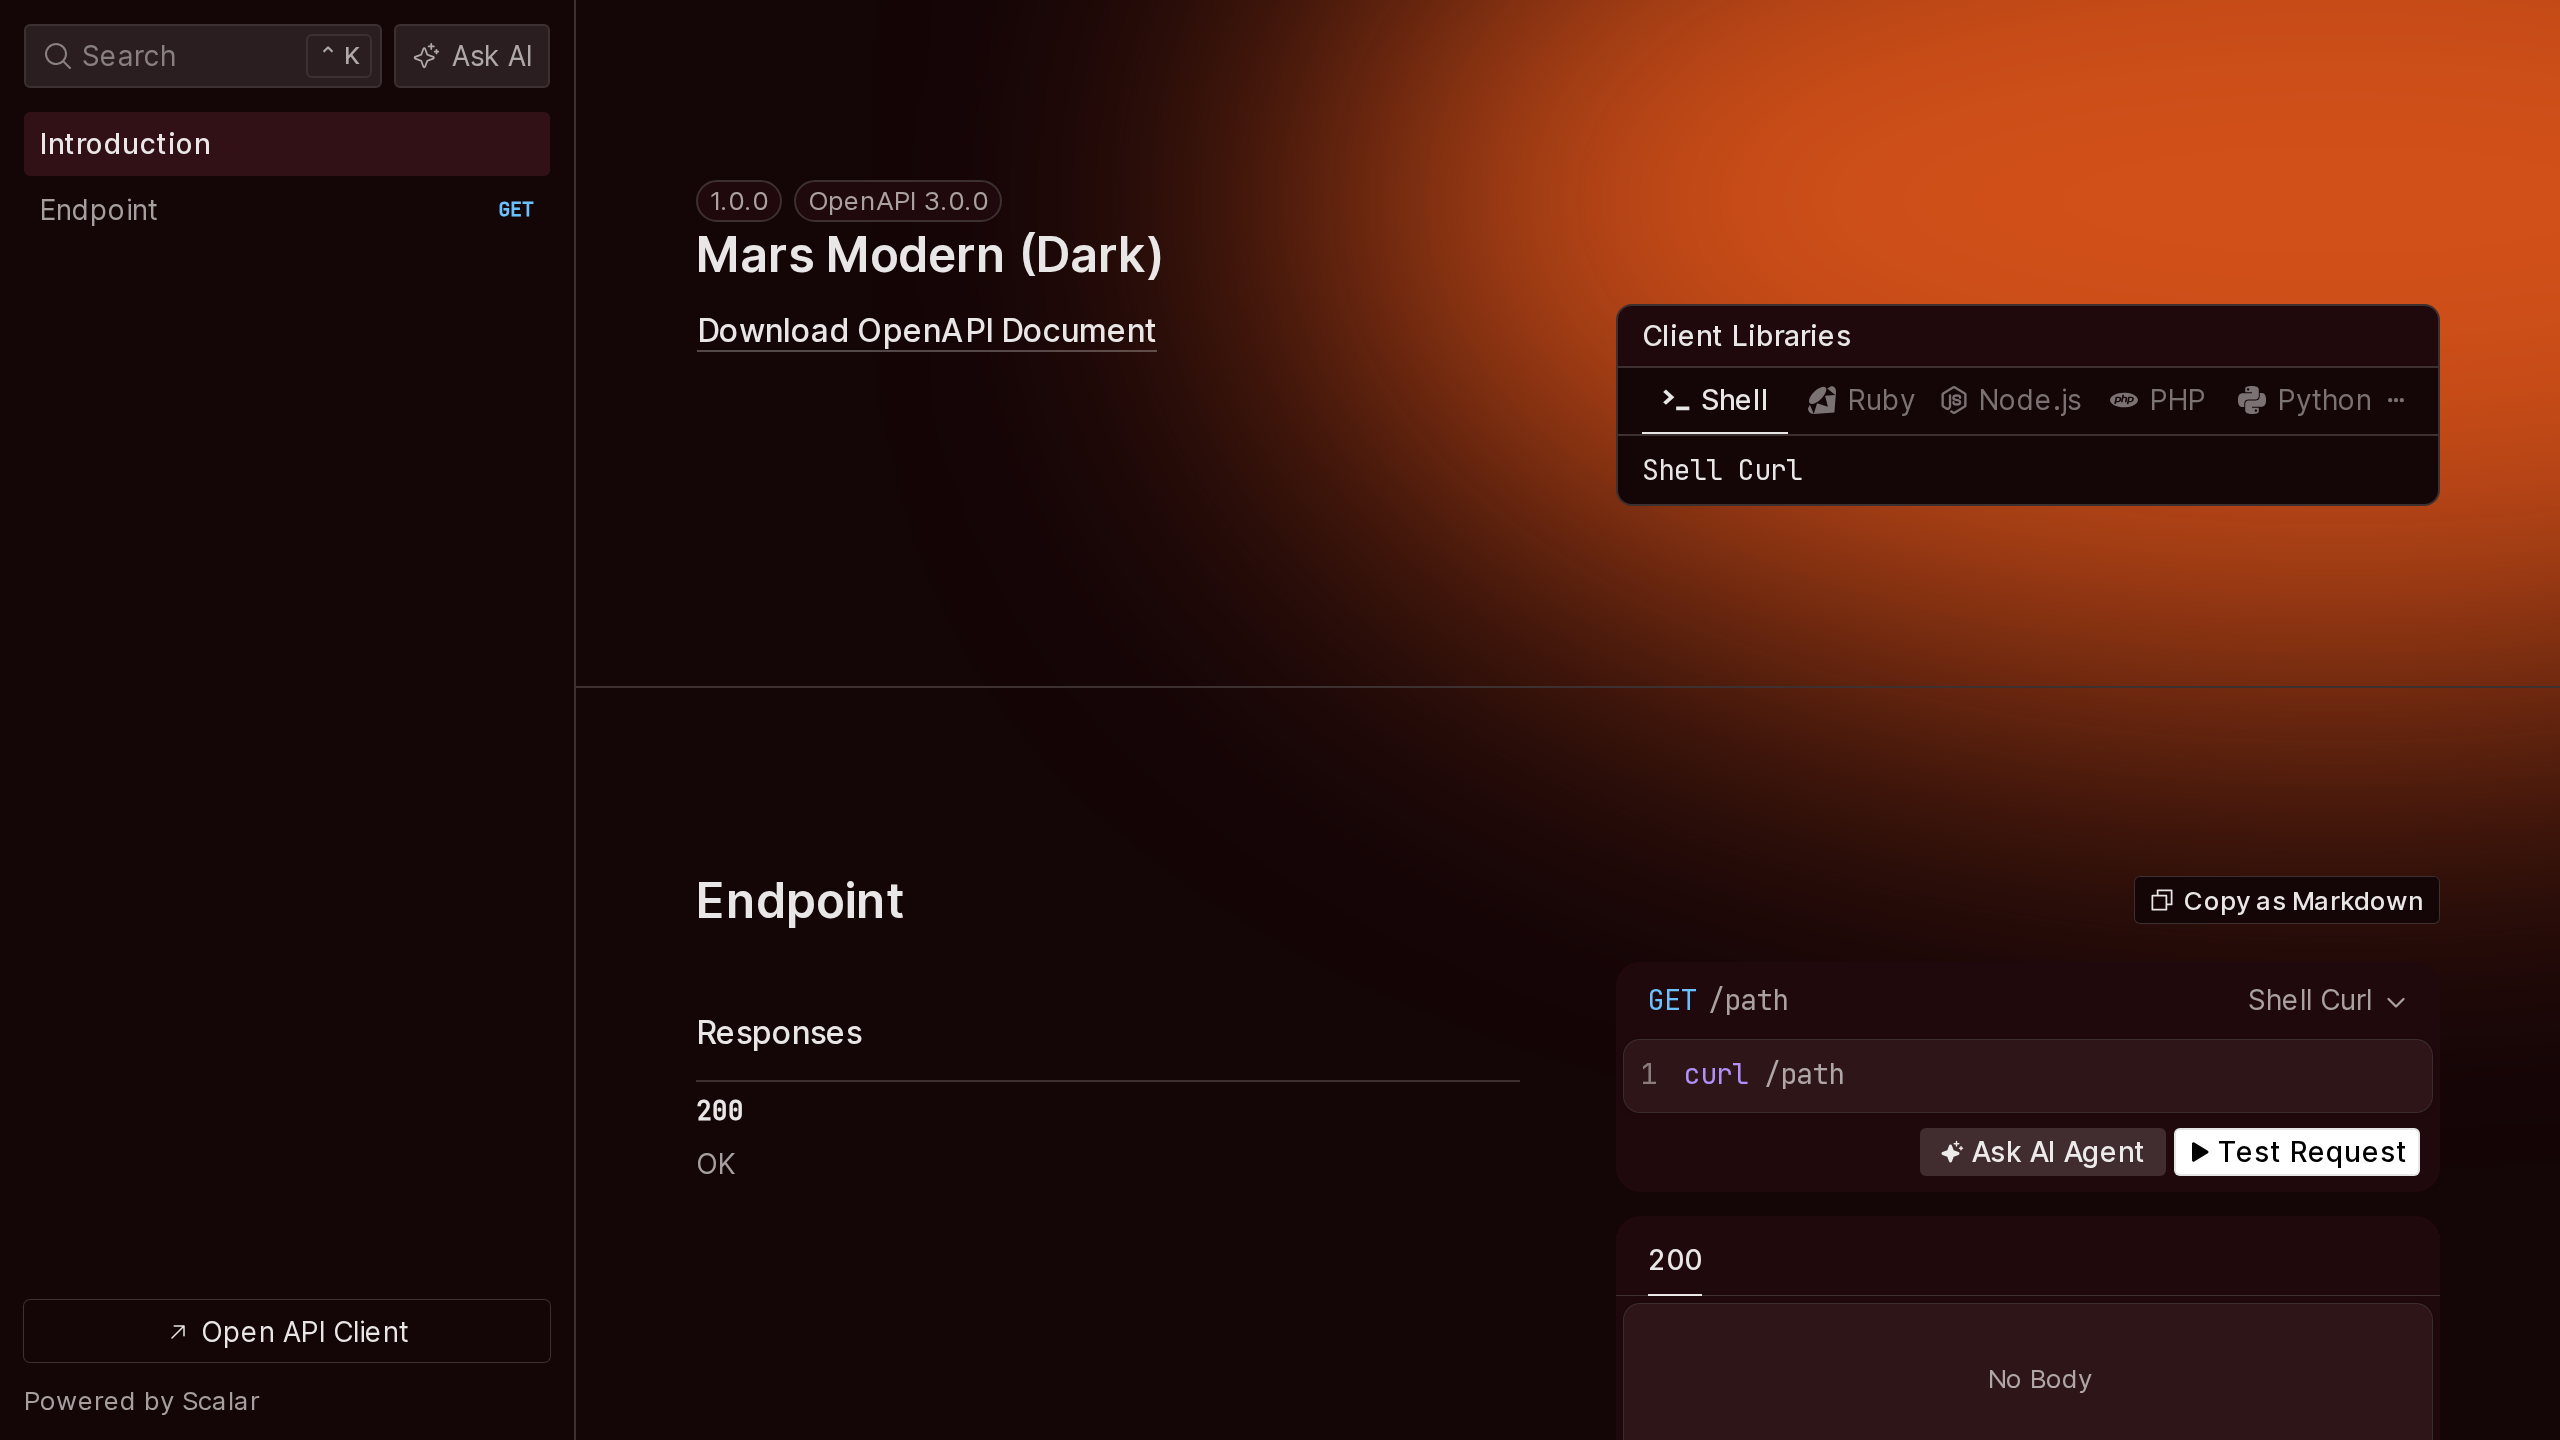 Search ⌃ K Ask AI
Introduction
Endpoint GET
Open API Client
Powered by Scalar
1.0.0 OpenAPI 3.0.0
Mars Modern (Dark)
Download OpenAPI Document
Client Libraries
Shell Ruby Node.js PHP Python ···
Shell Curl
Endpoint
Copy as Markdown
Responses
200
OK
GET /path Shell Curl
1 curl /path
Ask AI Agent Test Request
200
No Body